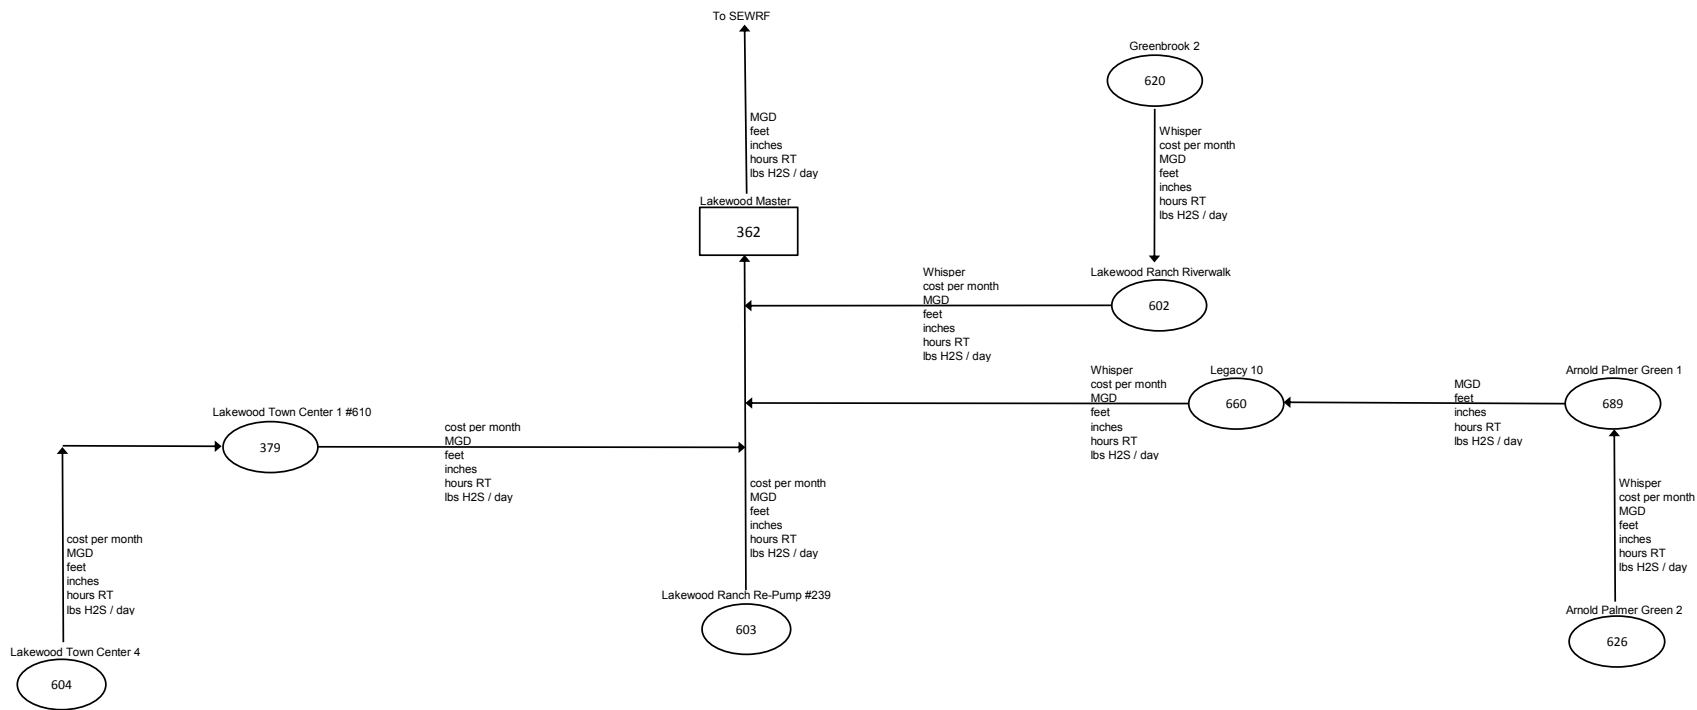 To SEWRF
Greenbrook 2
620
MGD
feet
inches
hours RT
lbs H2S / day
Whisper
cost per month
MGD
feet
inches
hours RT
lbs H2S / day
Lakewood Master
362
Lakewood Ranch Riverwalk
602
Whisper
cost per month
MGD
feet
inches
hours RT
lbs H2S / day
Whisper
cost per month
MGD
feet
inches
hours RT
lbs H2S / day
Legacy 10
660
MGD
feet
inches
hours RT
lbs H2S / day
Arnold Palmer Green 1
689
Lakewood Town Center 1 #610
379
cost per month
MGD
feet
inches
hours RT
lbs H2S / day
cost per month
MGD
feet
inches
hours RT
lbs H2S / day
Whisper
cost per month
MGD
feet
inches
hours RT
lbs H2S / day
cost per month
MGD
feet
inches
hours RT
lbs H2S / day
Lakewood Ranch Re-Pump #239
603
Arnold Palmer Green 2
626
Lakewood Town Center 4
604